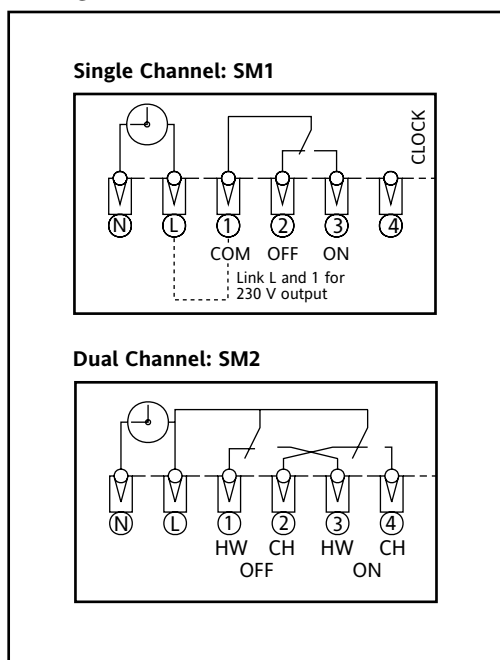 Single Channel: SM1
CLOCK
N L 1 2 3 4
COM OFF ON
Link L and 1 for
230 V output
Dual Channel: SM2
N L 1 2 3 4
HW CH HW CH
OFF ON